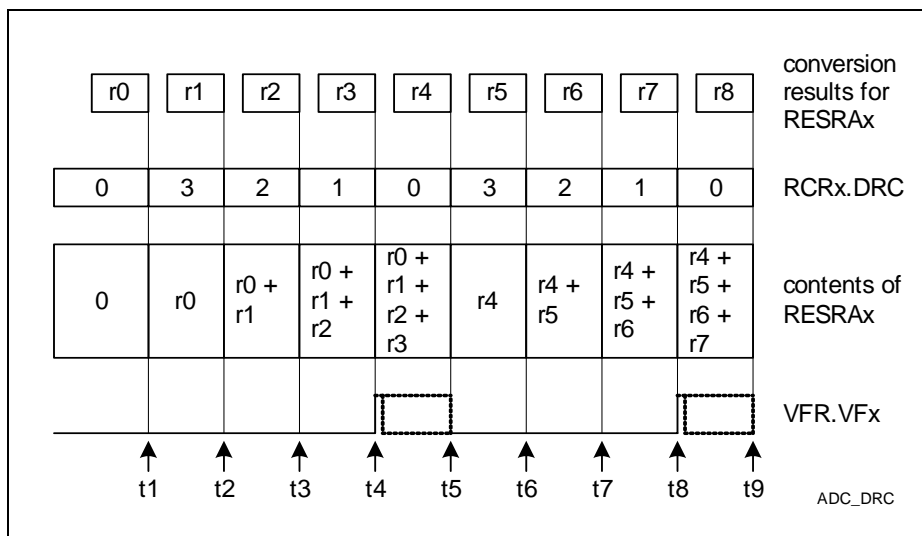 conversion
results for
RESRAx
r0 r1 r2 r3 r4 r5 r6 r7 r8
0 3 2 1 0 3 2 1 0 RCRx.DRC
0
r0
r0 +
r1
r0 +
r1 +
r2
r0 +
r1 +
r2 +
r3
r4
r4 +
r5
r4 +
r5 +
r6
r4 +
r5 +
r6 +
r7
contents of
RESRAx
VFR.VFx
t1 t2 t3 t4 t5 t6 t7 t8 t9
ADC_DRC